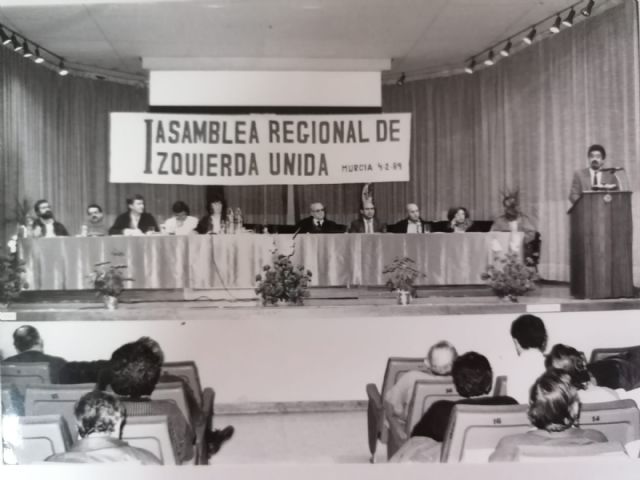 I ASAMBLEA REGIONAL DE
IZQUIERDA UNIDA MURCIA 4-2-89